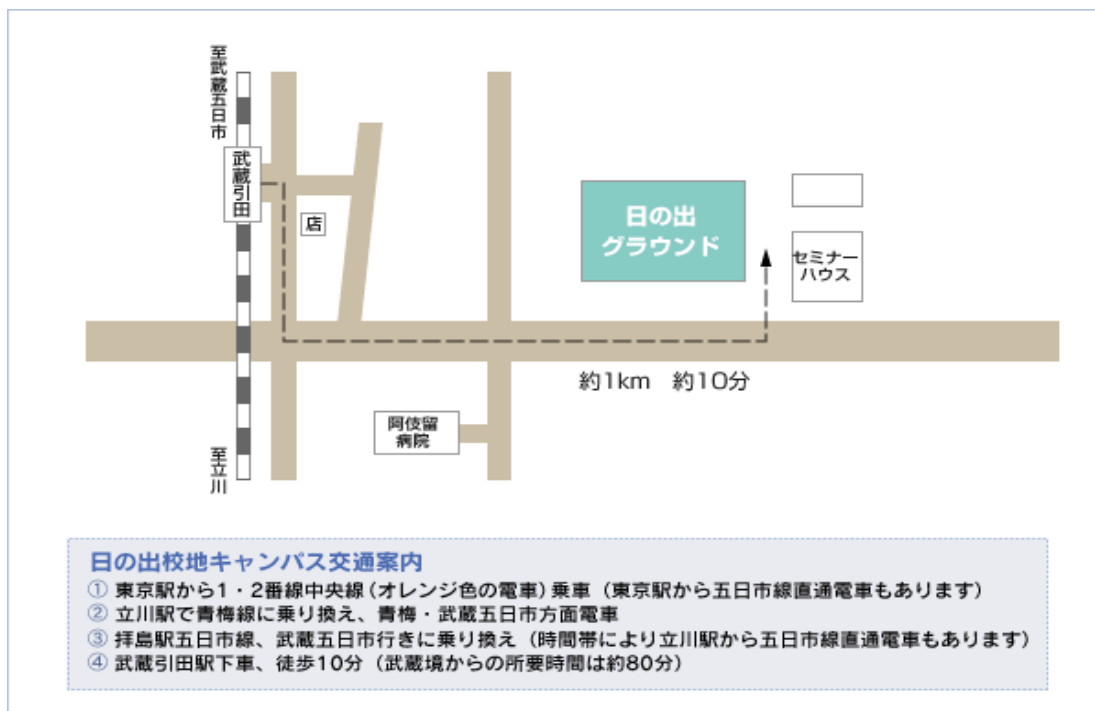 至武蔵五日市
武蔵引田
店
日の出
グラウンド
セミナー
ハウス
約1km　約10分
阿伎留
病院
至立川
日の出校地キャンパス交通案内
① 東京駅から1・2番線中央線（オレンジ色の電車）乗車（東京駅から五日市線直通電車もあります）
② 立川駅で青梅線に乗り換え、青梅・武蔵五日市方面電車
③ 拝島駅五日市線、武蔵五日市行きに乗り換え（時間帯により立川駅から五日市線直通電車もあります）
④ 武蔵引田駅下車、徒歩10分（武蔵境からの所要時間は約80分）